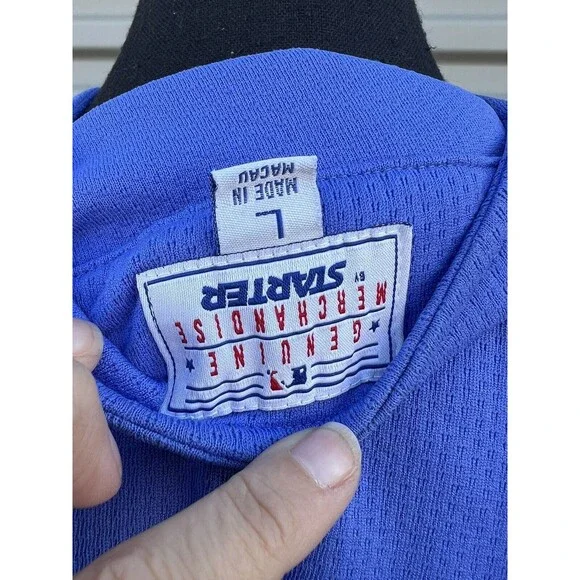 GENUINE
MERCHANDISE
BY
STARTER
L
MADE IN
MACAU